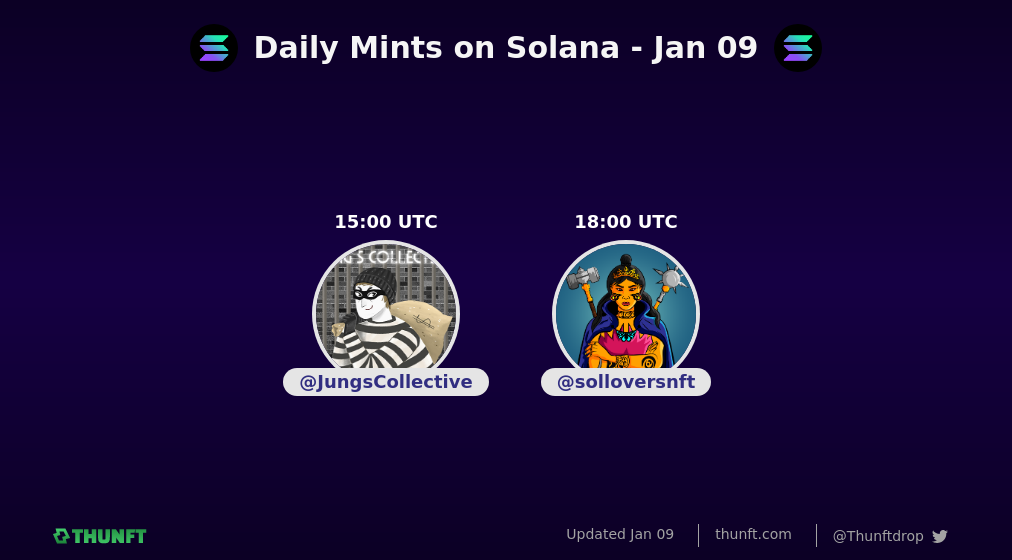 Daily Mints on Solana - Jan 09
15:00 UTC
18:00 UTC
@JungsCollective
@solloversnft
THUNFT
Updated Jan 09
thunft.com
@Thunftdrop